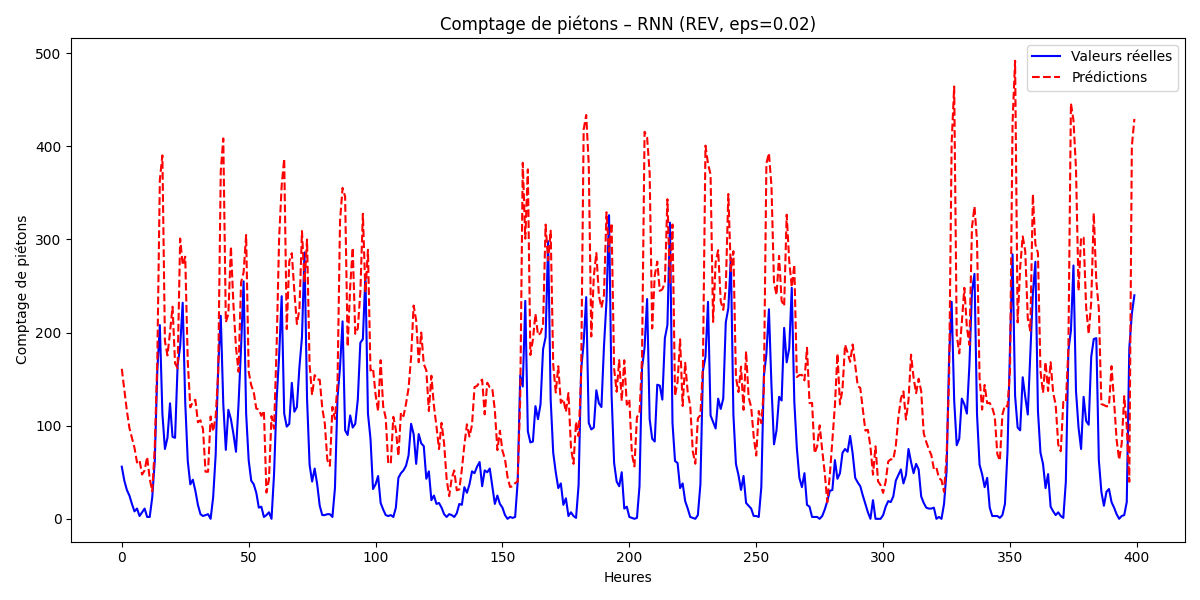 Comptage de piétons – RNN (REV, eps=0.02)
Valeurs réelles
Prédictions
Comptage de piétons
500
400
300
200
100
0
0 50 100 150 200 250 300 350 400
Heures